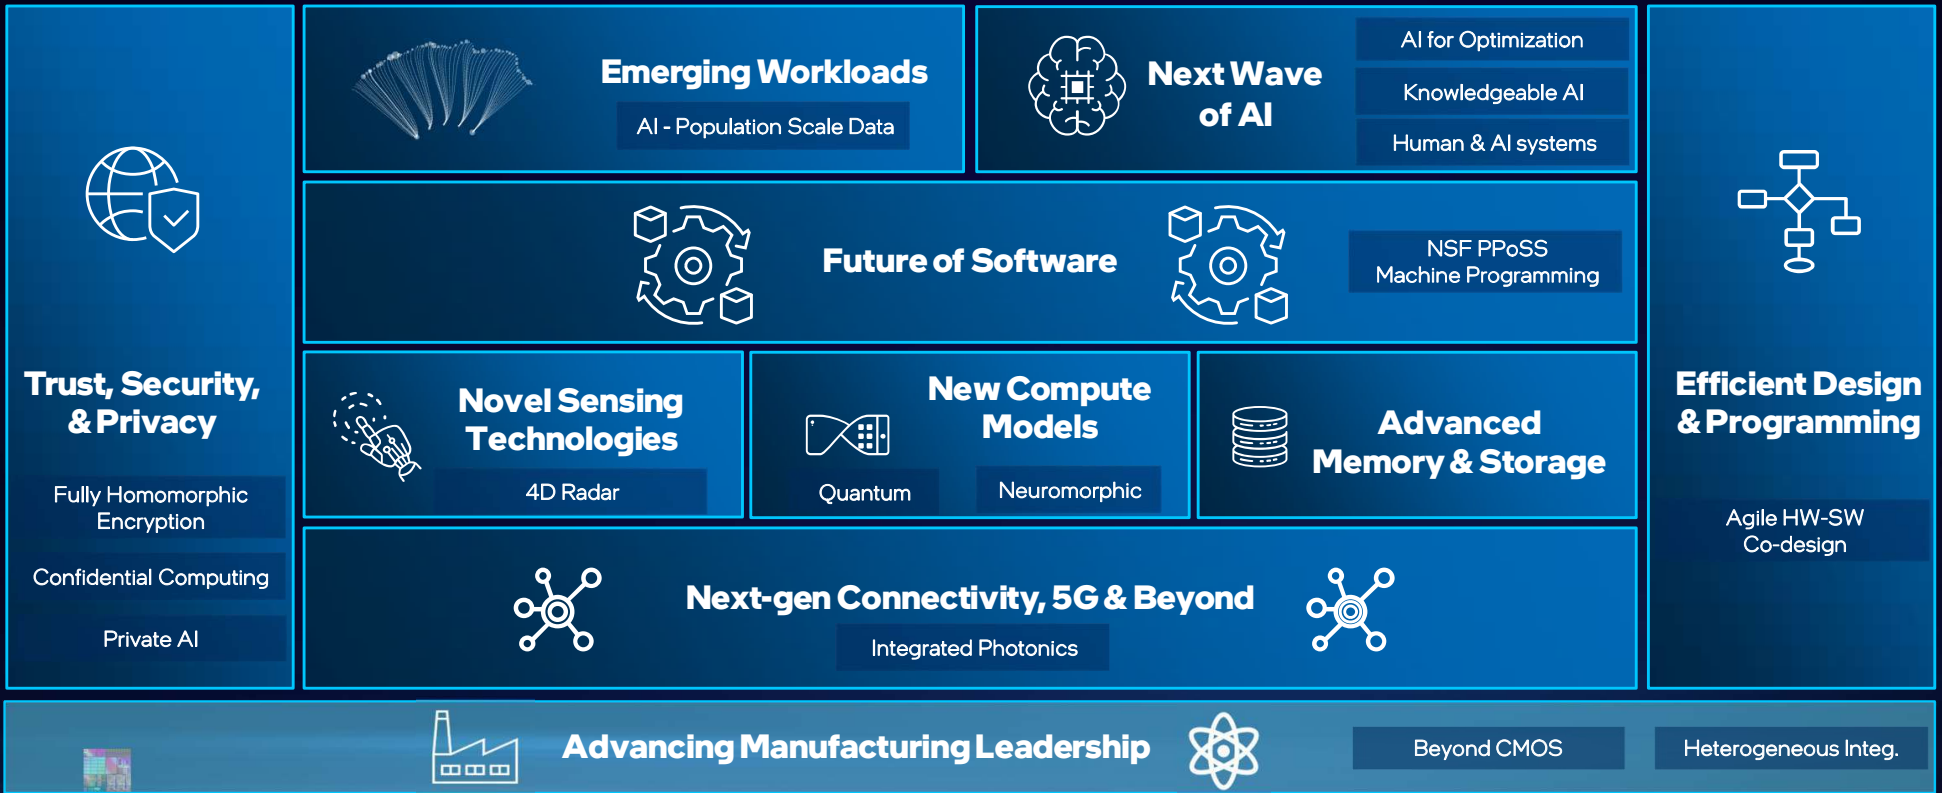 Emerging Workloads
AI - Population Scale Data
Next Wave
of AI
AI for Optimization
Knowledgeable AI
Human & AI systems
Future of Software
NSF PPoSS
Machine Programming
Trust, Security,
& Privacy
Fully Homomorphic
Encryption
Confidential Computing
Private AI
Novel Sensing
Technologies
4D Radar
New Compute
Models
Quantum
Neuromorphic
Advanced
Memory & Storage
Efficient Design
& Programming
Agile HW-SW
Co-design
Next-gen Connectivity, 5G & Beyond
Integrated Photonics
Advancing Manufacturing Leadership
Beyond CMOS
Heterogeneous Integ.